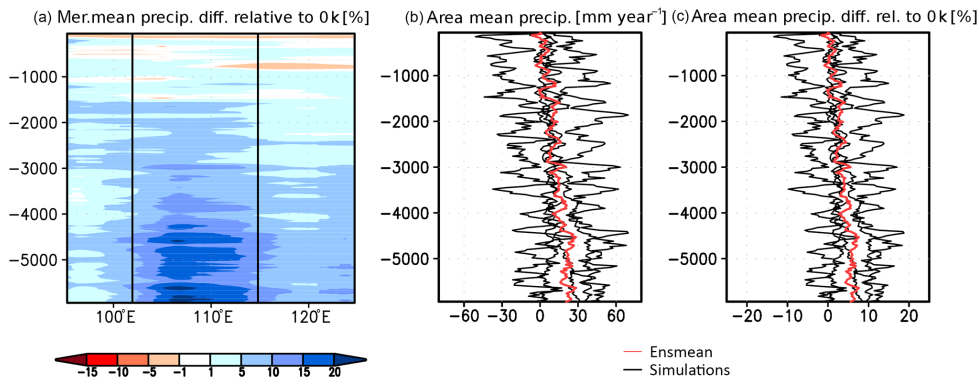 (a) Mer.mean precip. diff. relative to 0k [%]
(b) Area mean precip. [mm year⁻¹]
(c) Area mean precip. diff. rel. to 0k [%]
−1000
−2000
−3000
−4000
−5000
100°E 110°E 120°E
−1000
−2000
−3000
−4000
−5000
−60 −30 0 30 60
−1000
−2000
−3000
−4000
−5000
−20 −10 0 10 20
−15 −10 −5 −1 1 5 10 15 20
Ensmean
Simulations